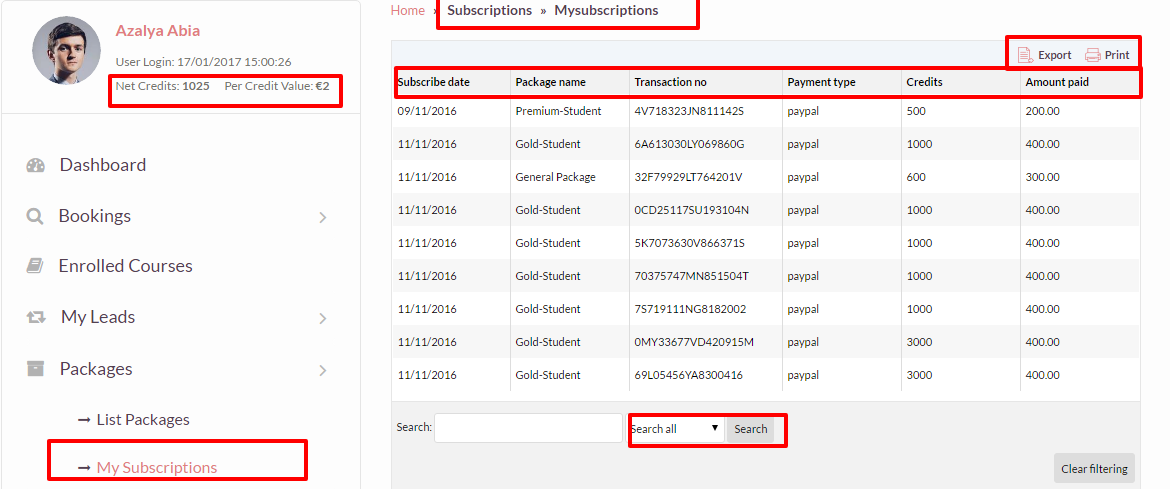 Azalya Abia
User Login: 17/01/2017 15:00:26
Net Credits: 1025 Per Credit Value: €2
Dashboard
Bookings
Enrolled Courses
My Leads
Packages
List Packages
My Subscriptions
Home » Subscriptions » Mysubscriptions
Export Print
Subscribe date Package name Transaction no Payment type Credits Amount paid
09/11/2016 Premium-Student 4V718323JN811142S paypal 500 200.00
11/11/2016 Gold-Student 6A613030LY069860G paypal 1000 400.00
11/11/2016 General Package 32F79929LT764201V paypal 600 300.00
11/11/2016 Gold-Student 0CD25117SU193104N paypal 1000 400.00
11/11/2016 Gold-Student 5K7073630V866371S paypal 1000 400.00
11/11/2016 Gold-Student 70375747MN851504T paypal 1000 400.00
11/11/2016 Gold-Student 7S719111NG8182002 paypal 1000 400.00
11/11/2016 Gold-Student 0MY33677VD420915M paypal 3000 400.00
11/11/2016 Gold-Student 69L05456YA8300416 paypal 3000 400.00
Search: Search all Search
Clear filtering